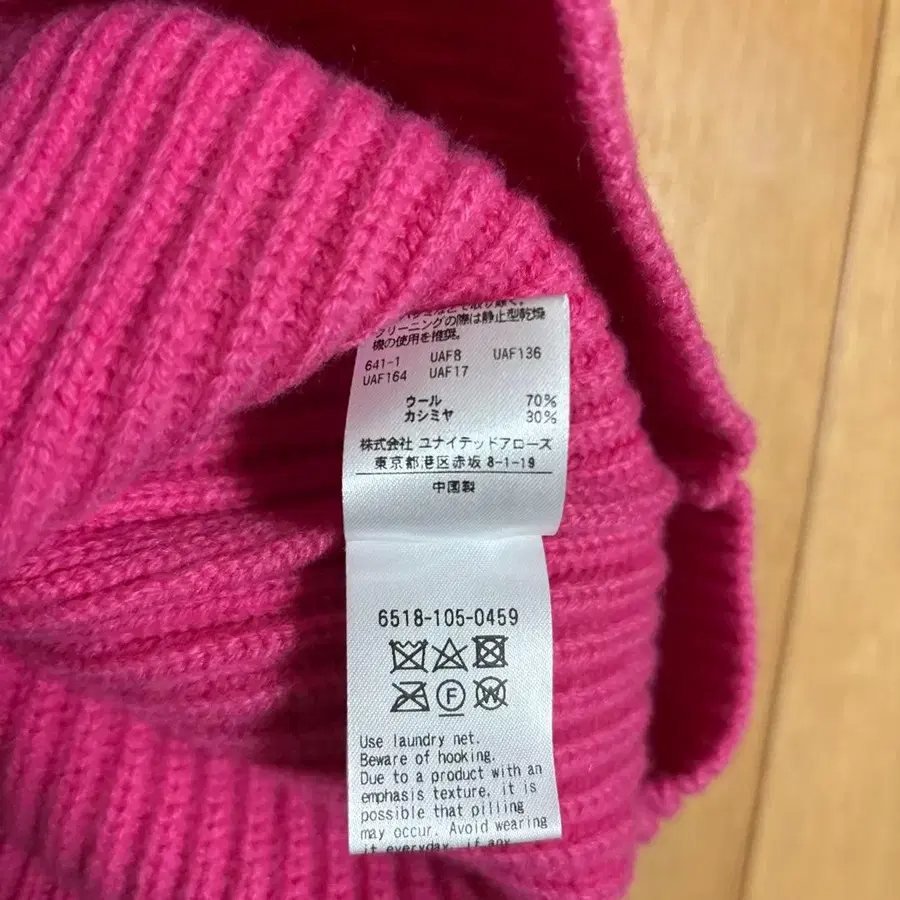 クリーニングの際は静止型乾燥
機の使用を推奨。
641-1 UAF8 UAF136
UAF164 UAF17
ウール 70%
カシミヤ 30%
株式会社 ユナイテッドアローズ
東京都港区赤坂 8-1-19
中国製
6518-105-0459
F
W
Use laundry net.
Beware of hooking.
Due to a product with an
emphasis texture, it is
possible that pilling
may occur. Avoid wearing
it everyday, if any